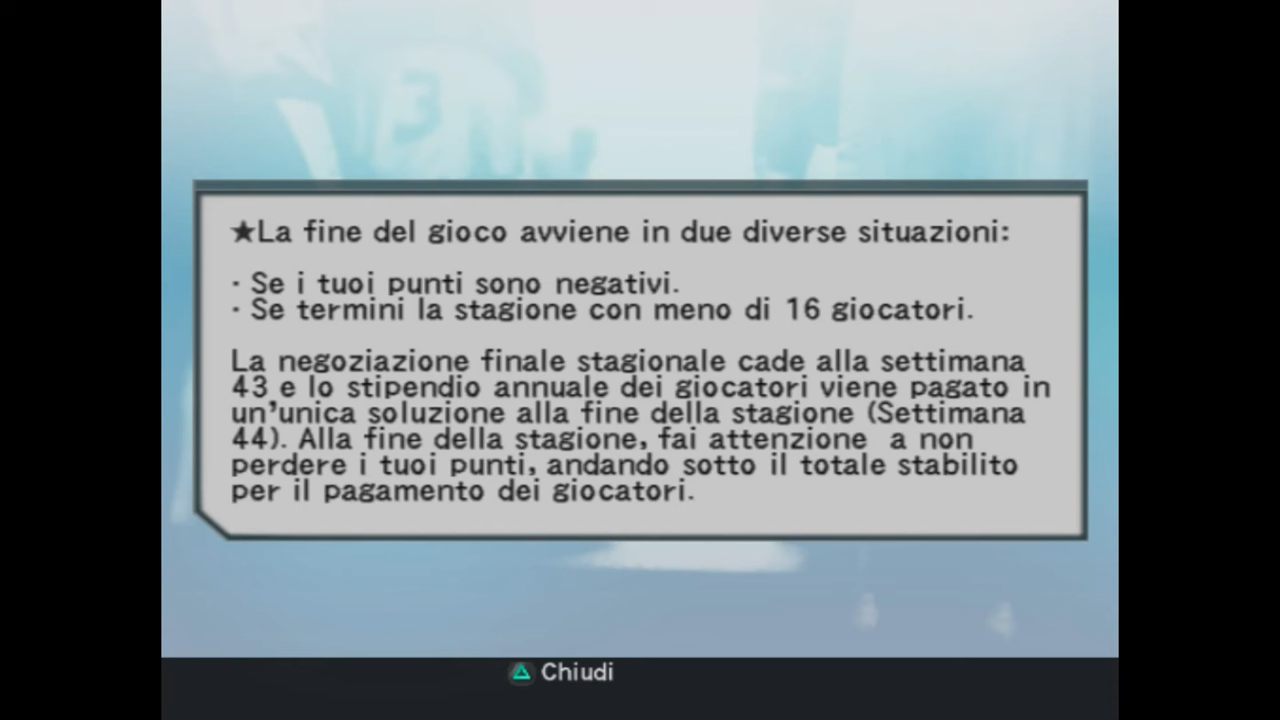 ★La fine del gioco avviene in due diverse situazioni:
· Se i tuoi punti sono negativi.
· Se termini la stagione con meno di 16 giocatori.
La negoziazione finale stagionale cade alla settimana
43 e lo stipendio annuale dei giocatori viene pagato in
un'unica soluzione alla fine della stagione (Settimana
44). Alla fine della stagione, fai attenzione  a non
perdere i tuoi punti, andando sotto il totale stabilito
per il pagamento dei giocatori.
Chiudi